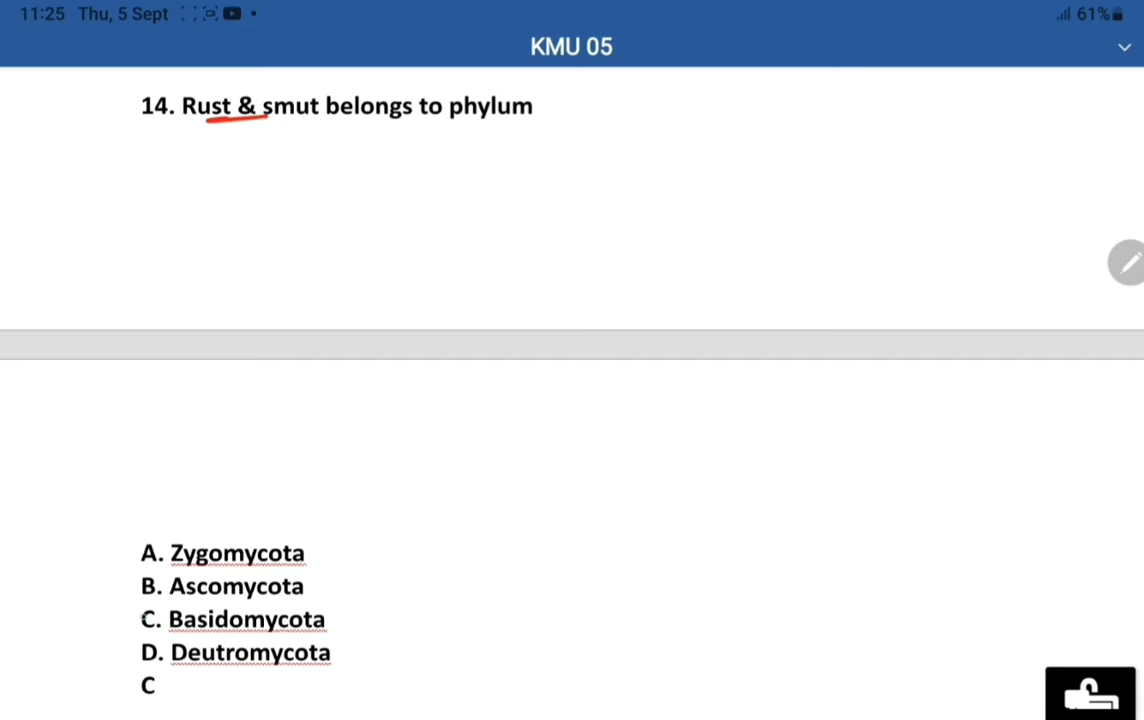 11:25 Thu, 5 Sept
61%
KMU 05
14. Rust & smut belongs to phylum
A. Zygomycota
B. Ascomycota
C. Basidomycota
D. Deutromycota
C